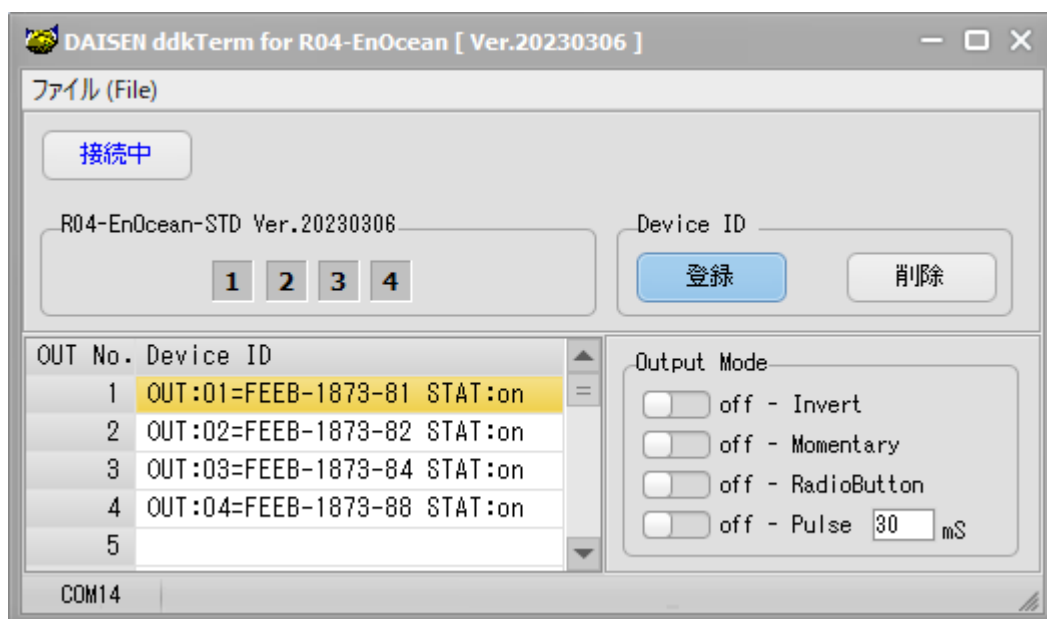 DAISEN ddkTerm for R04-EnOcean [ Ver.20230306 ]
ファイル (File)
接続中
R04-EnOcean-STD Ver.20230306
1 2 3 4
Device ID
登録 削除
OUT No. Device ID
1 OUT:01=FEEB-1873-81 STAT:on
2 OUT:02=FEEB-1873-82 STAT:on
3 OUT:03=FEEB-1873-84 STAT:on
4 OUT:04=FEEB-1873-88 STAT:on
5
Output Mode
off - Invert
off - Momentary
off - RadioButton
off - Pulse 30 mS
COM14